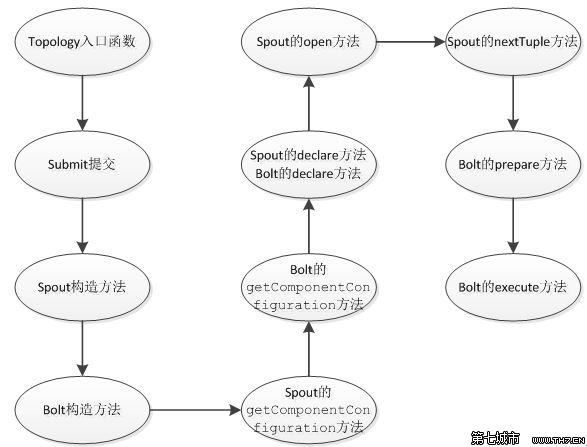 Topology入口函数
Submit提交
Spout构造方法
Bolt构造方法
Spout的
getComponentCon
figuration方法
Bolt的
getComponentCon
figuration方法
Spout的declare方法
Bolt的declare方法
Spout的open方法
Spout的nextTuple方法
Bolt的prepare方法
Bolt的execute方法
第七城市 WWW.TH7.CN